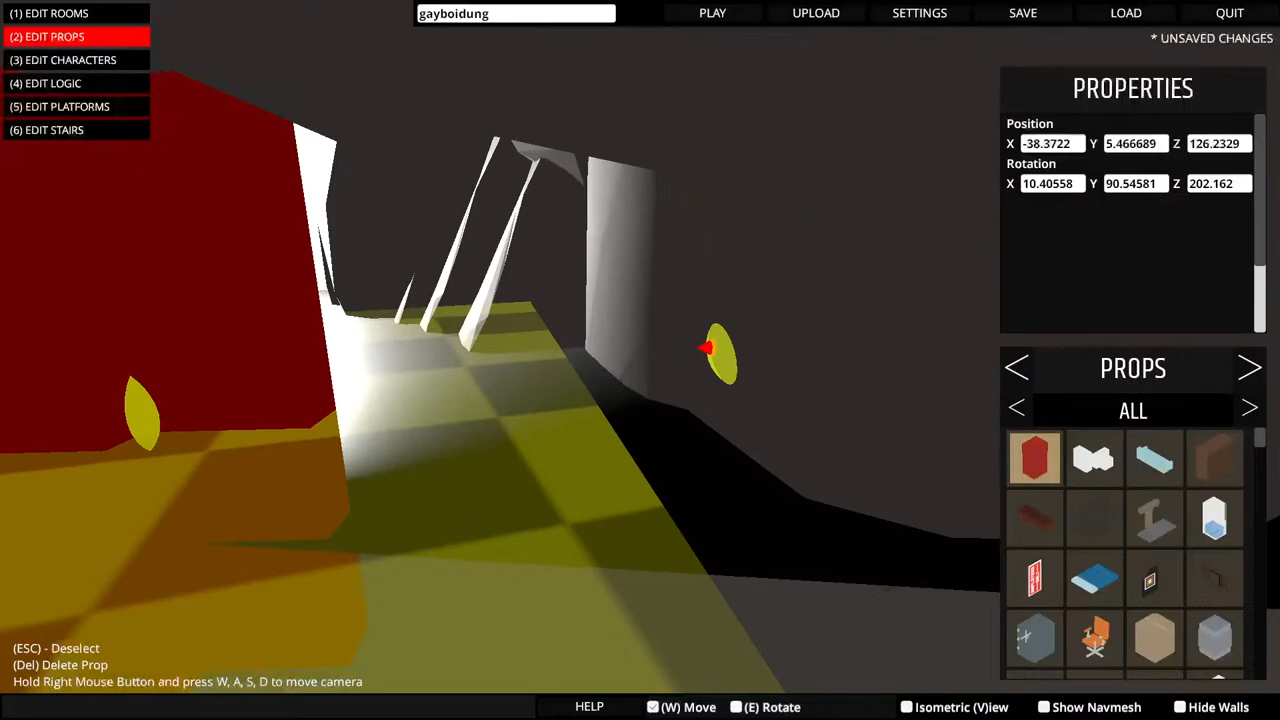 (1) EDIT ROOMS
(2) EDIT PROPS
(3) EDIT CHARACTERS
(4) EDIT LOGIC
(5) EDIT PLATFORMS
(6) EDIT STAIRS
gayboidung
PLAY UPLOAD SETTINGS SAVE LOAD QUIT
* UNSAVED CHANGES
PROPERTIES
Position
X -38.3722 Y 5.466689 Z 126.2329
Rotation
X 10.40558 Y 90.54581 Z 202.162
< PROPS >
< ALL >
(ESC) - Deselect
(Del) Delete Prop
Hold Right Mouse Button and press W, A, S, D to move camera
HELP (W) Move (E) Rotate Isometric (V)iew Show Navmesh Hide Walls